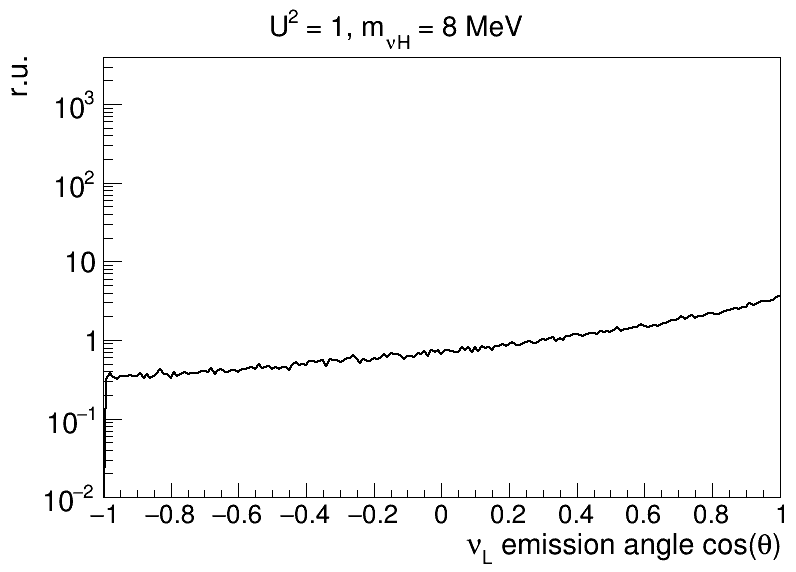 U² = 1, m_νH = 8 MeV
r.u.
10³
10²
10
1
10⁻¹
10⁻²
−1 −0.8 −0.6 −0.4 −0.2 0 0.2 0.4 0.6 0.8 1
ν_L emission angle cos(θ)